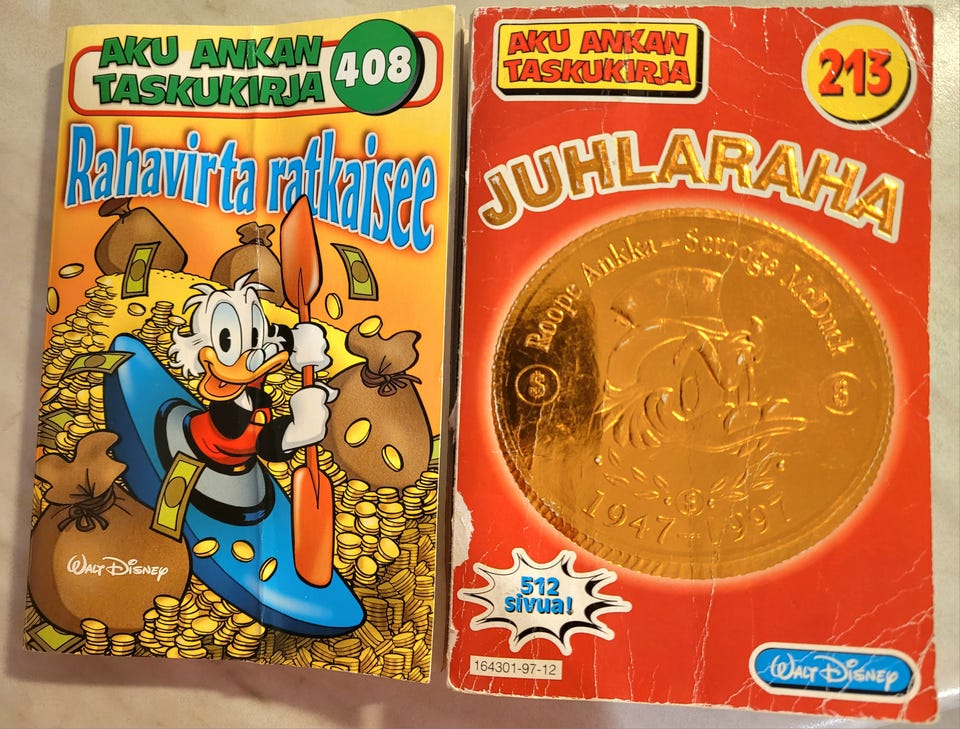 AKU ANKAN
TASKUKIRJA
408
Rahavirta ratkaisee
WALT DISNEY
AKU ANKAN
TASKUKIRJA
213
JUHLARAHA
Roope Ankka – Scrooge McDuck
$ $
$
1947–1997
512
sivua!
164301-97-12
WALT DISNEY